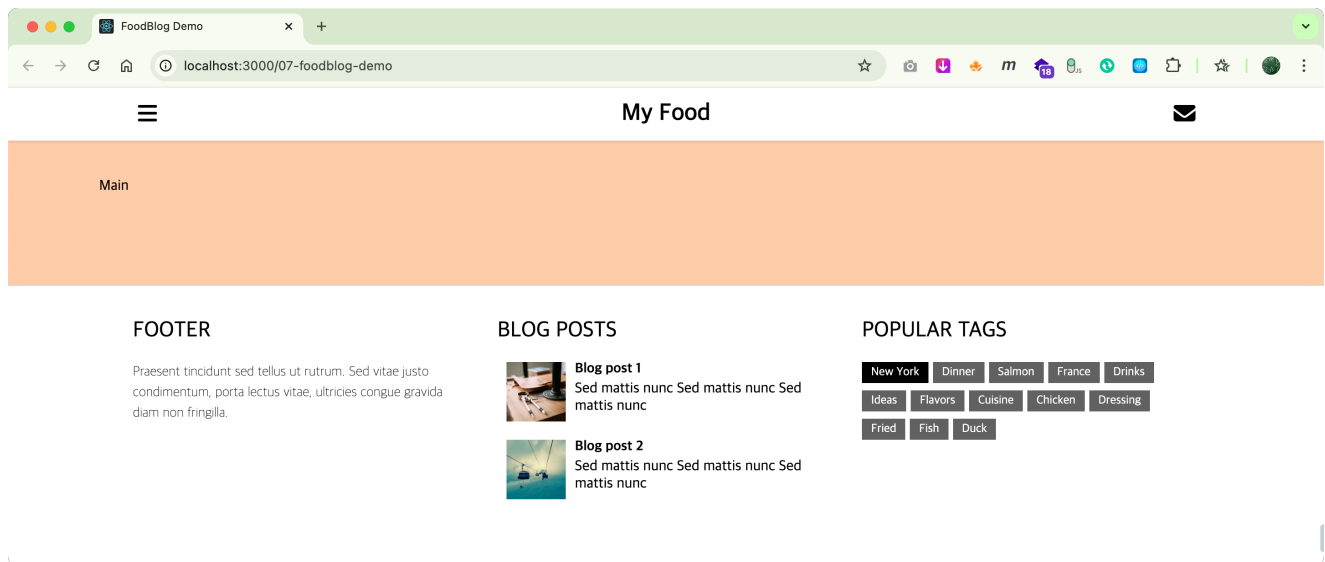 FoodBlog Demo
localhost:3000/07-foodblog-demo
m
18
JS
My Food
Main
FOOTER
Praesent tincidunt sed tellus ut rutrum. Sed vitae justo
condimentum, porta lectus vitae, ultricies congue gravida
diam non fringilla.
BLOG POSTS
Blog post 1
Sed mattis nunc Sed mattis nunc Sed
mattis nunc
Blog post 2
Sed mattis nunc Sed mattis nunc Sed
mattis nunc
POPULAR TAGS
New York Dinner Salmon France Drinks
Ideas Flavors Cuisine Chicken Dressing
Fried Fish Duck